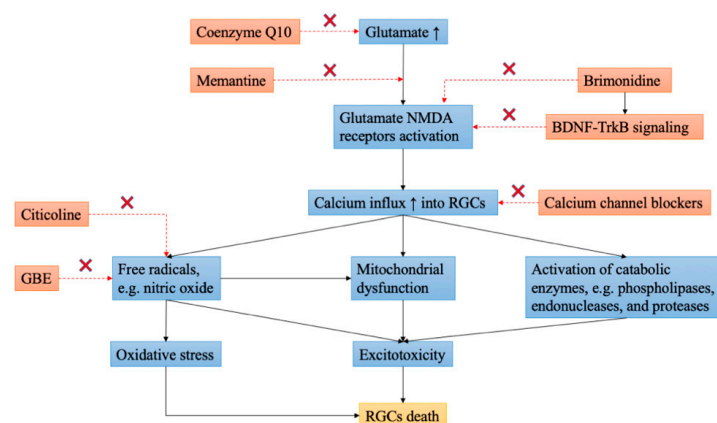 Coenzyme Q10
Glutamate ↑
Memantine
Brimonidine
Glutamate NMDA
receptors activation
BDNF-TrkB signaling
Calcium influx ↑ into RGCs
Calcium channel blockers
Citicoline
GBE
Free radicals,
e.g. nitric oxide
Mitochondrial
dysfunction
Activation of catabolic
enzymes, e.g. phospholipases,
endonucleases, and proteases
Oxidative stress
Excitotoxicity
RGCs death